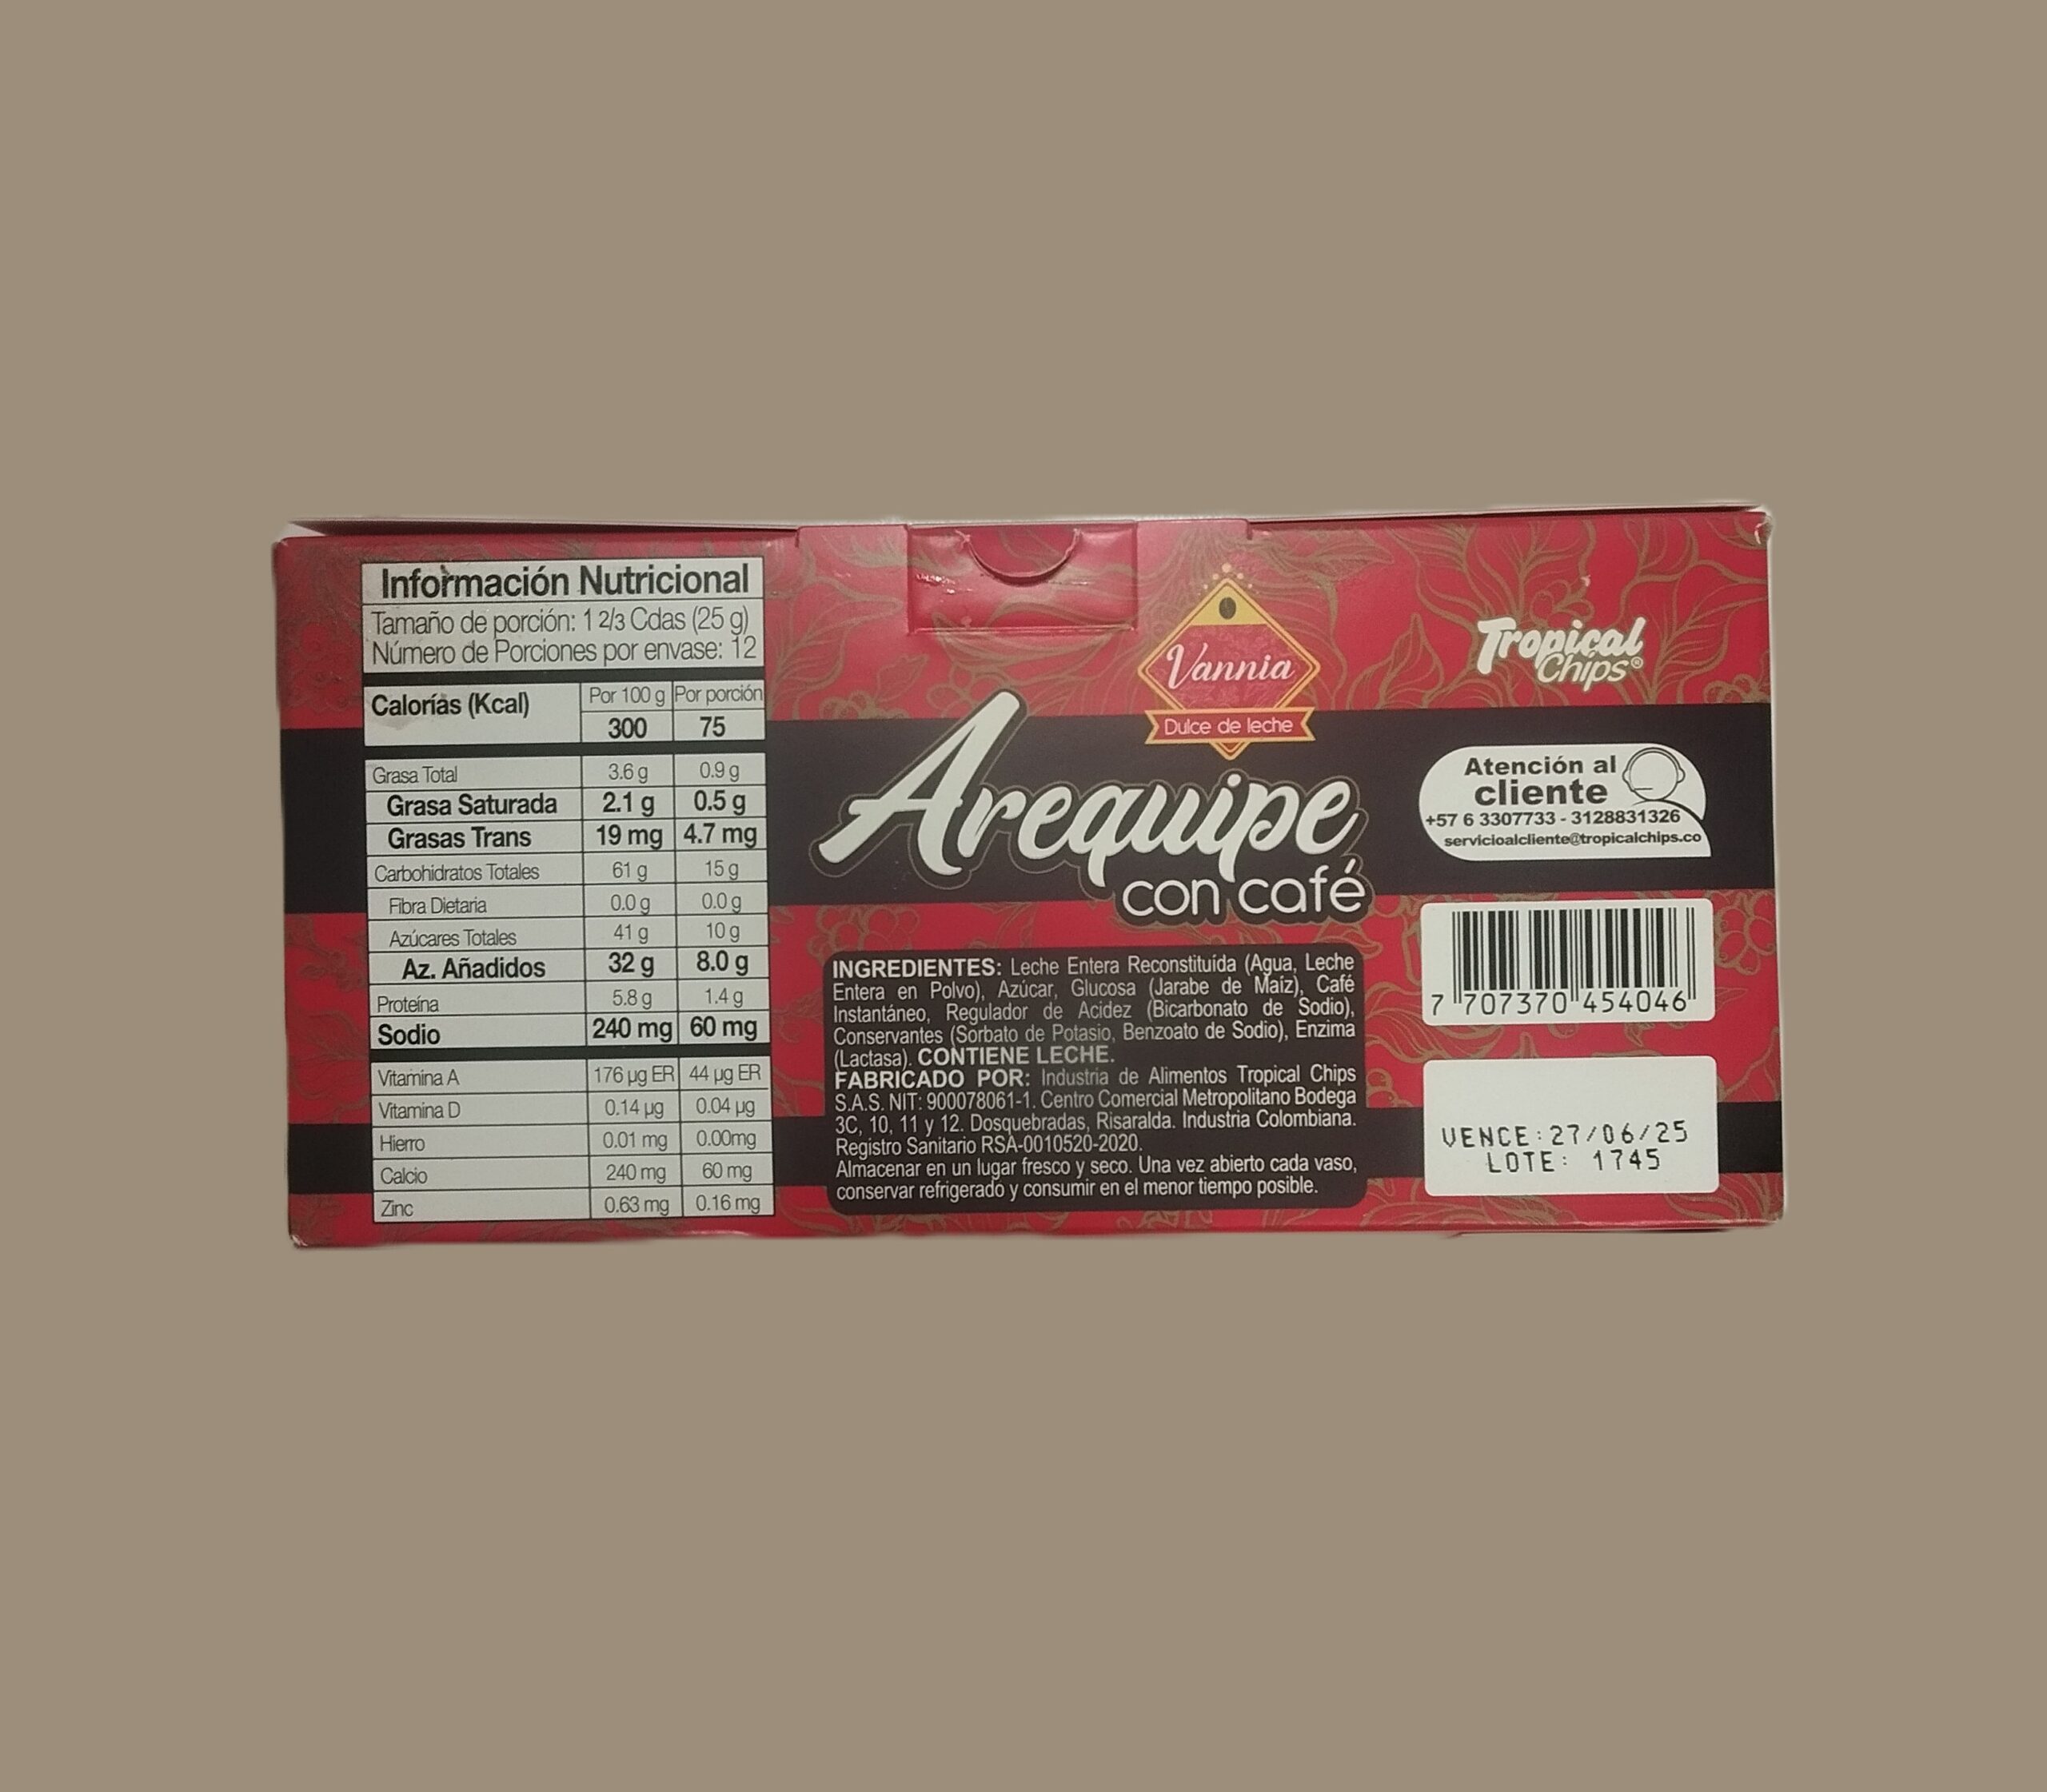 Información Nutricional
Tamaño de porción: 1 2/3 Cdas (25 g)
Número de Porciones por envase: 12
Calorías (Kcal) Por 100 g Por porción
300 75
Grasa Total 3.6 g 0.9 g
Grasa Saturada 2.1 g 0.5 g
Grasas Trans 19 mg 4.7 mg
Carbohidratos Totales 61 g 15 g
Fibra Dietaria 0.0 g 0.0 g
Azúcares Totales 41 g 10 g
Az. Añadidos 32 g 8.0 g
Proteína 5.8 g 1.4 g
Sodio 240 mg 60 mg
Vitamina A 176 µg ER 44 µg ER
Vitamina D 0.14 µg 0.04 µg
Hierro 0.01 mg 0.00mg
Calcio 240 mg 60 mg
Zinc 0.63 mg 0.16 mg
Vannia
Dulce de leche
Arequipe
con café
INGREDIENTES: Leche Entera Reconstituída (Agua, Leche
Entera en Polvo), Azúcar, Glucosa (Jarabe de Maíz), Café
Instantáneo, Regulador de Acidez (Bicarbonato de Sodio),
Conservantes (Sorbato de Potasio, Benzoato de Sodio), Enzima
(Lactasa). CONTIENE LECHE.
FABRICADO POR: Industria de Alimentos Tropical Chips
S.A.S. NIT: 900078061-1. Centro Comercial Metropolitano Bodega
3C, 10, 11 y 12. Dosquebradas, Risaralda. Industria Colombiana.
Registro Sanitario RSA-0010520-2020.
Almacenar en un lugar fresco y seco. Una vez abierto cada vaso,
conservar refrigerado y consumir en el menor tiempo posible.
Tropical
Chips®
Atención al
cliente
+57 6 3307733 - 3128831326
servicioalcliente@tropicalchips.co
7 707370 454046
VENCE:27/06/25
LOTE: 1745